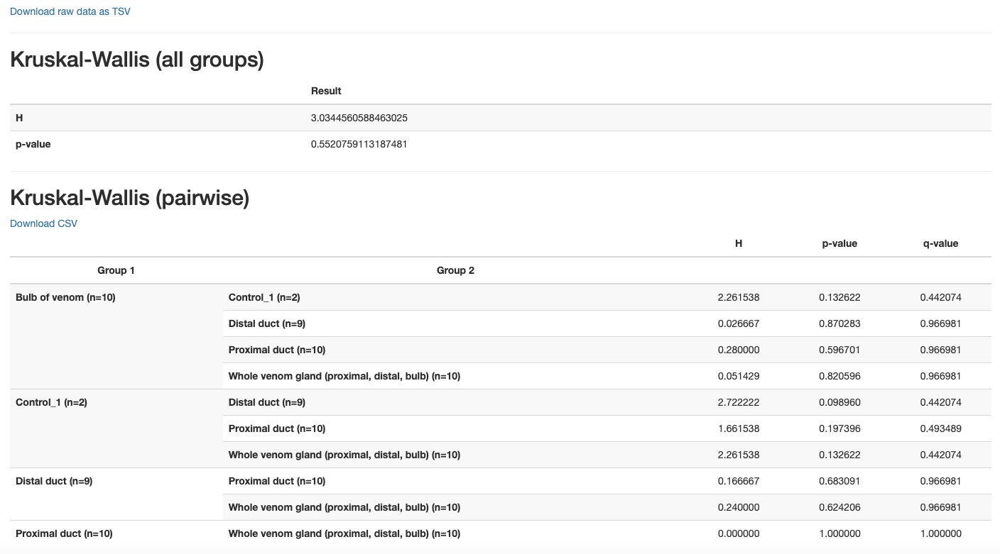 Download raw data as TSV
Kruskal-Wallis (all groups)
Result
H 3.0344560588463025
p-value 0.5520759113187481
Kruskal-Wallis (pairwise)
Download CSV
H p-value q-value
Group 1 Group 2
Bulb of venom (n=10) Control_1 (n=2) 2.261538 0.132622 0.442074
Distal duct (n=9) 0.026667 0.870283 0.966981
Proximal duct (n=10) 0.280000 0.596701 0.966981
Whole venom gland (proximal, distal, bulb) (n=10) 0.051429 0.820596 0.966981
Control_1 (n=2) Distal duct (n=9) 2.722222 0.098960 0.442074
Proximal duct (n=10) 1.661538 0.197396 0.493489
Whole venom gland (proximal, distal, bulb) (n=10) 2.261538 0.132622 0.442074
Distal duct (n=9) Proximal duct (n=10) 0.166667 0.683091 0.966981
Whole venom gland (proximal, distal, bulb) (n=10) 0.240000 0.624206 0.966981
Proximal duct (n=10) Whole venom gland (proximal, distal, bulb) (n=10) 0.000000 1.000000 1.000000